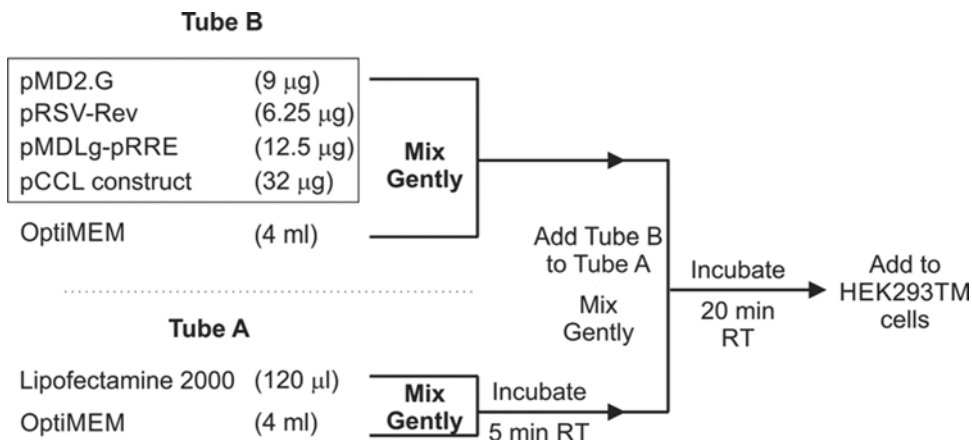 Tube B
pMD2.G (9 μg)
pRSV-Rev (6.25 μg)
pMDLg-pRRE (12.5 μg)
pCCL construct (32 μg)
OptiMEM (4 ml)
Mix
Gently
Tube A
Lipofectamine 2000 (120 μl)
OptiMEM (4 ml)
Mix
Gently
Incubate
5 min RT
Add Tube B
to Tube A
Mix
Gently
Incubate
20 min
RT
Add to
HEK293TM
cells